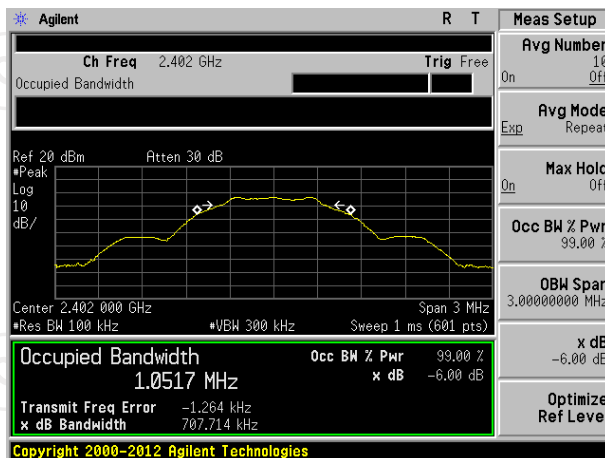 Agilent R T
Meas Setup
Ch Freq 2.402 GHz Trig Free
Occupied Bandwidth
Avg Number
10
On Off
Avg Mode
Exp Repeat
Max Hold
On Off
Occ BW % Pwr
99.00 %
OBW Span
3.00000000 MHz
x dB
-6.00 dB
Optimize
Ref Level
Ref 20 dBm Atten 30 dB
#Peak
Log
10
dB/
Center 2.402 000 GHz Span 3 MHz
#Res BW 100 kHz #VBW 300 kHz Sweep 1 ms (601 pts)
Occupied Bandwidth Occ BW % Pwr 99.00 %
1.0517 MHz x dB -6.00 dB
Transmit Freq Error -1.264 kHz
x dB Bandwidth 707.714 kHz
Copyright 2000-2012 Agilent Technologies